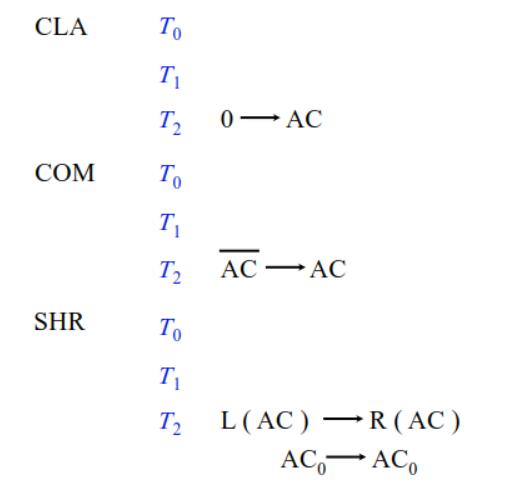 CLA T₀
T₁
T₂ 0 → AC
COM T₀
T₁
T₂ A̅C̅ → AC
SHR T₀
T₁
T₂ L ( AC ) → R ( AC )
AC₀ → AC₀